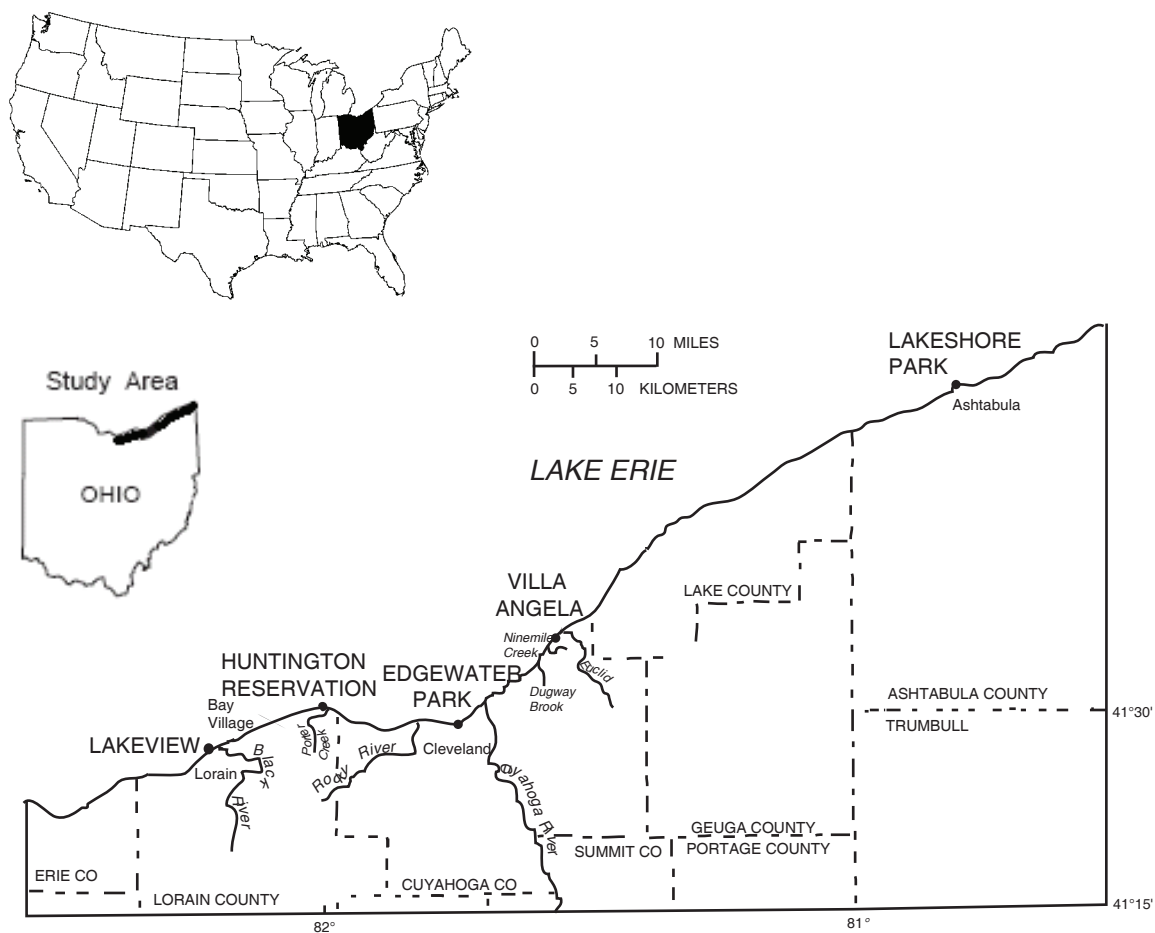 0 5 10 MILES
0 5 10 KILOMETERS
LAKESHORE
PARK
Ashtabula
Study Area
OHIO
LAKE ERIE
VILLA
ANGELA
LAKE COUNTY
Ninemile
Creek
Euclid
Dugway
Brook
HUNTINGTON
RESERVATION
EDGEWATER
PARK
ASHTABULA COUNTY
TRUMBULL
41°30'
Bay
Village
LAKEVIEW
Lorain
Black
River
Porter
Creek
Rocky River
Cleveland
Cuyahoga River
GEUGA COUNTY
PORTAGE COUNTY
SUMMIT CO
ERIE CO
LORAIN COUNTY
CUYAHOGA CO
41°15'
82°
81°